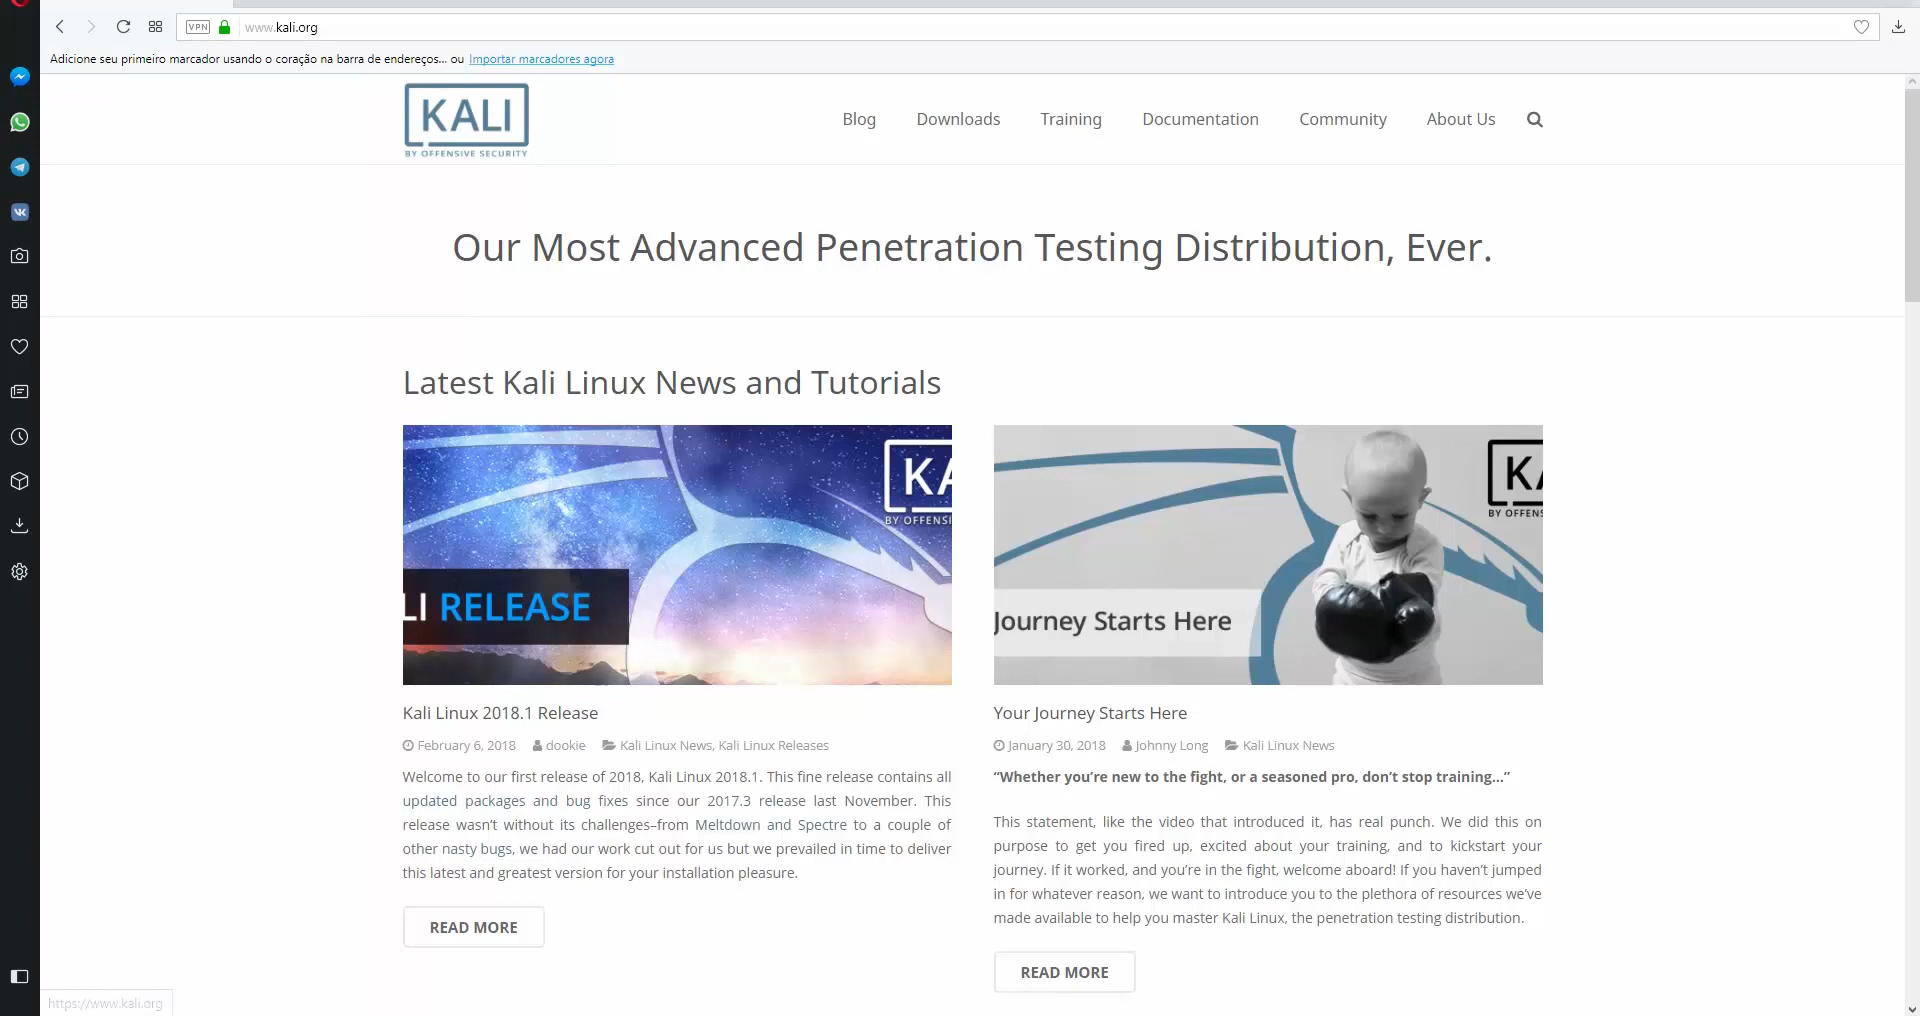 VPN
www.kali.org
Adicione seu primeiro marcador usando o coração na barra de endereços... ou Importar marcadores agora
KALI
BY OFFENSIVE SECURITY
Blog
Downloads
Training
Documentation
Community
About Us
Our Most Advanced Penetration Testing Distribution, Ever.
Latest Kali Linux News and Tutorials
KA
BY OFFENSI
LI RELEASE
Kali Linux 2018.1 Release
February 6, 2018 dookie Kali Linux News, Kali Linux Releases
Welcome to our first release of 2018, Kali Linux 2018.1. This fine release contains all
updated packages and bug fixes since our 2017.3 release last November. This
release wasn’t without its challenges–from Meltdown and Spectre to a couple of
other nasty bugs, we had our work cut out for us but we prevailed in time to deliver
this latest and greatest version for your installation pleasure.
READ MORE
KA
BY OFFENS
Journey Starts Here
Your Journey Starts Here
January 30, 2018 Johnny Long Kali Linux News
“Whether you’re new to the fight, or a seasoned pro, don’t stop training…”
This statement, like the video that introduced it, has real punch. We did this on
purpose to get you fired up, excited about your training, and to kickstart your
journey. If it worked, and you’re in the fight, welcome aboard! If you haven’t jumped
in for whatever reason, we want to introduce you to the plethora of resources we’ve
made available to help you master Kali Linux, the penetration testing distribution.
READ MORE
https://www.kali.org